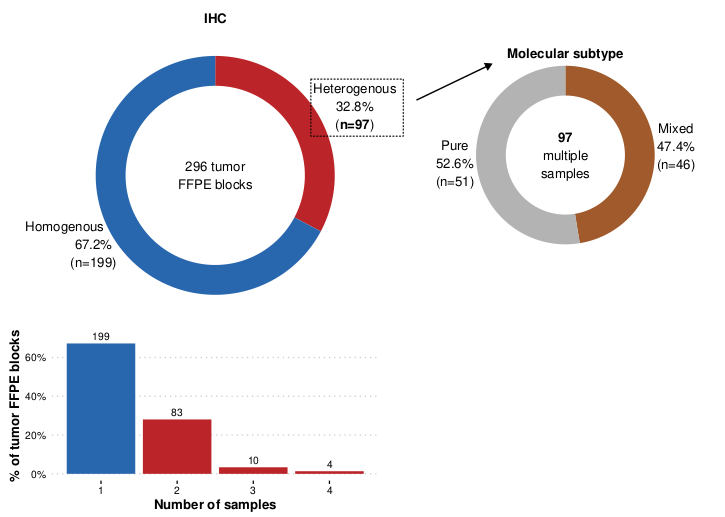 IHC
Heterogenous
32.8%
(n=97)
296 tumor
FFPE blocks
Homogenous
67.2%
(n=199)
Molecular subtype
97
multiple
samples
Pure
52.6%
(n=51)
Mixed
47.4%
(n=46)
% of tumor FFPE blocks
60%
40%
20%
0%
199
83
10
4
1 2 3 4
Number of samples